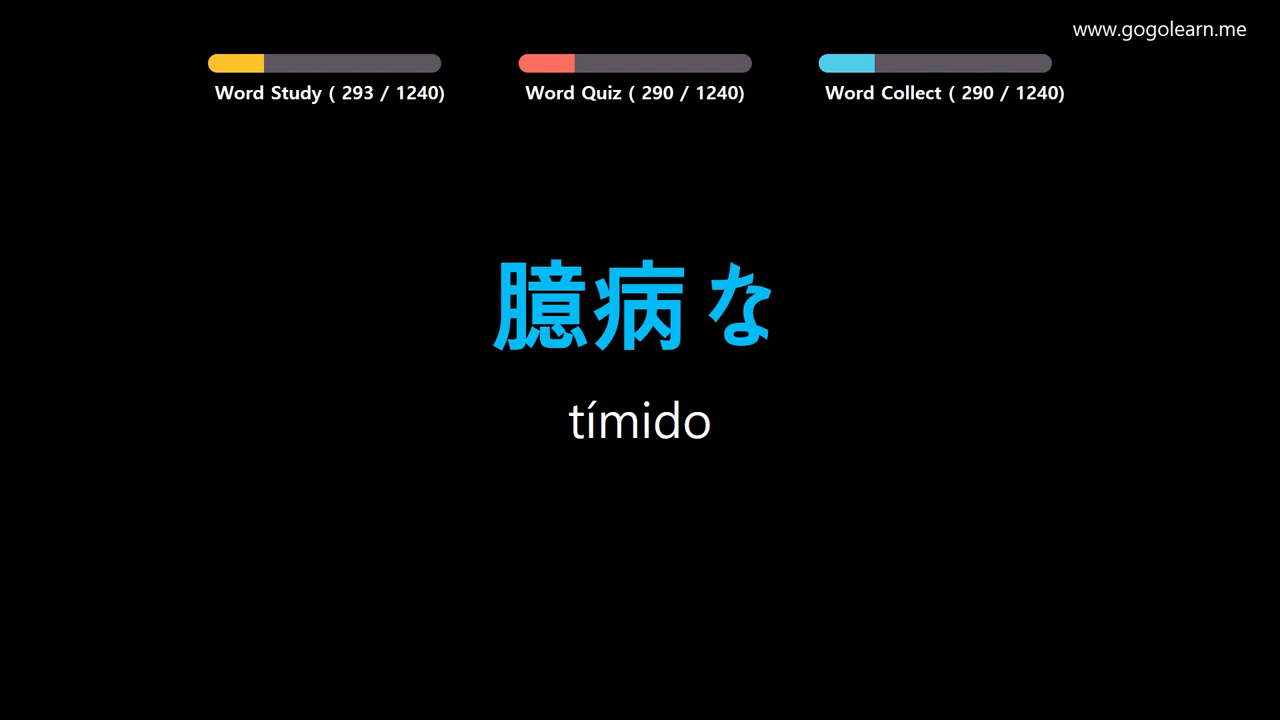 www.gogolearn.me
Word Study ( 293 / 1240)
Word Quiz ( 290 / 1240)
Word Collect ( 290 / 1240)
臆病な
tímido